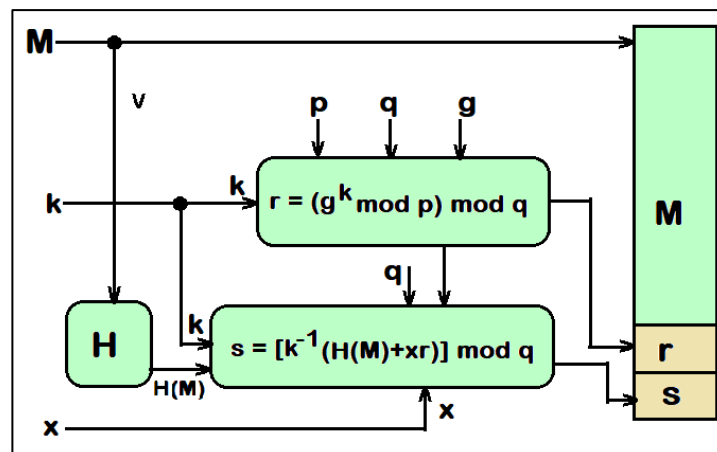 M
V
p q g
k
k
r = (g^k mod p) mod q
M
q
k
H
s = [k^-1 (H(M)+xr)] mod q
r
H(M)
s
x
x